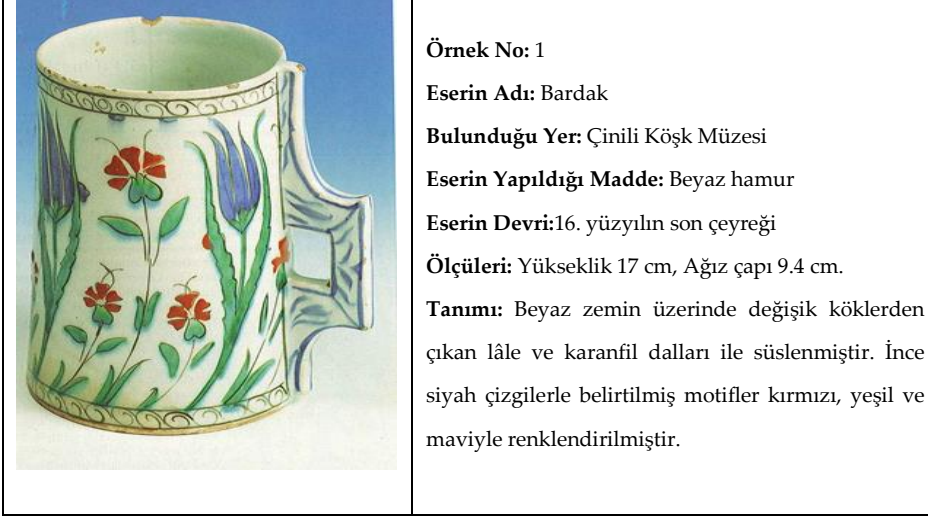 Örnek No: 1
Eserin Adı: Bardak
Bulunduğu Yer: Çinili Köşk Müzesi
Eserin Yapıldığı Madde: Beyaz hamur
Eserin Devri:16. yüzyılın son çeyreği
Ölçüleri: Yükseklik 17 cm, Ağız çapı 9.4 cm.
Tanımı: Beyaz zemin üzerinde değişik köklerden
çıkan lâle ve karanfil dalları ile süslenmiştir. İnce
siyah çizgilerle belirtilmiş motifler kırmızı, yeşil ve
maviyle renklendirilmiştir.